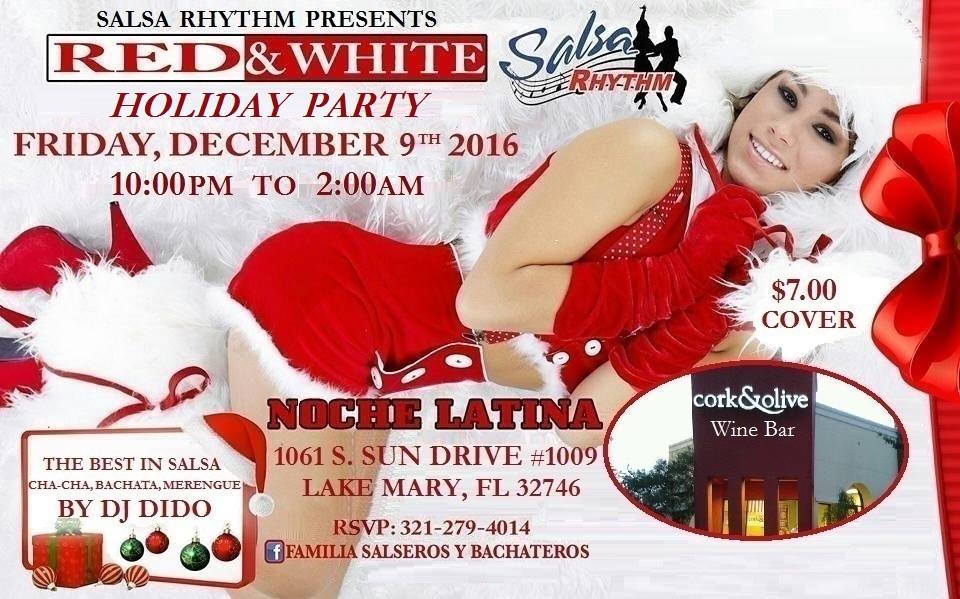 SALSA RHYTHM PRESENTS
RED & WHITE
HOLIDAY PARTY
FRIDAY, DECEMBER 9TH 2016
10:00PM TO 2:00AM
Salsa
RHYTHM
$7.00
COVER
cork&olive
Wine Bar
NOCHE LATINA
1061 S. SUN DRIVE #1009
LAKE MARY, FL 32746
RSVP: 321-279-4014
f FAMILIA SALSEROS Y BACHATEROS
THE BEST IN SALSA
CHA-CHA, BACHATA, MERENGUE
BY DJ DIDO